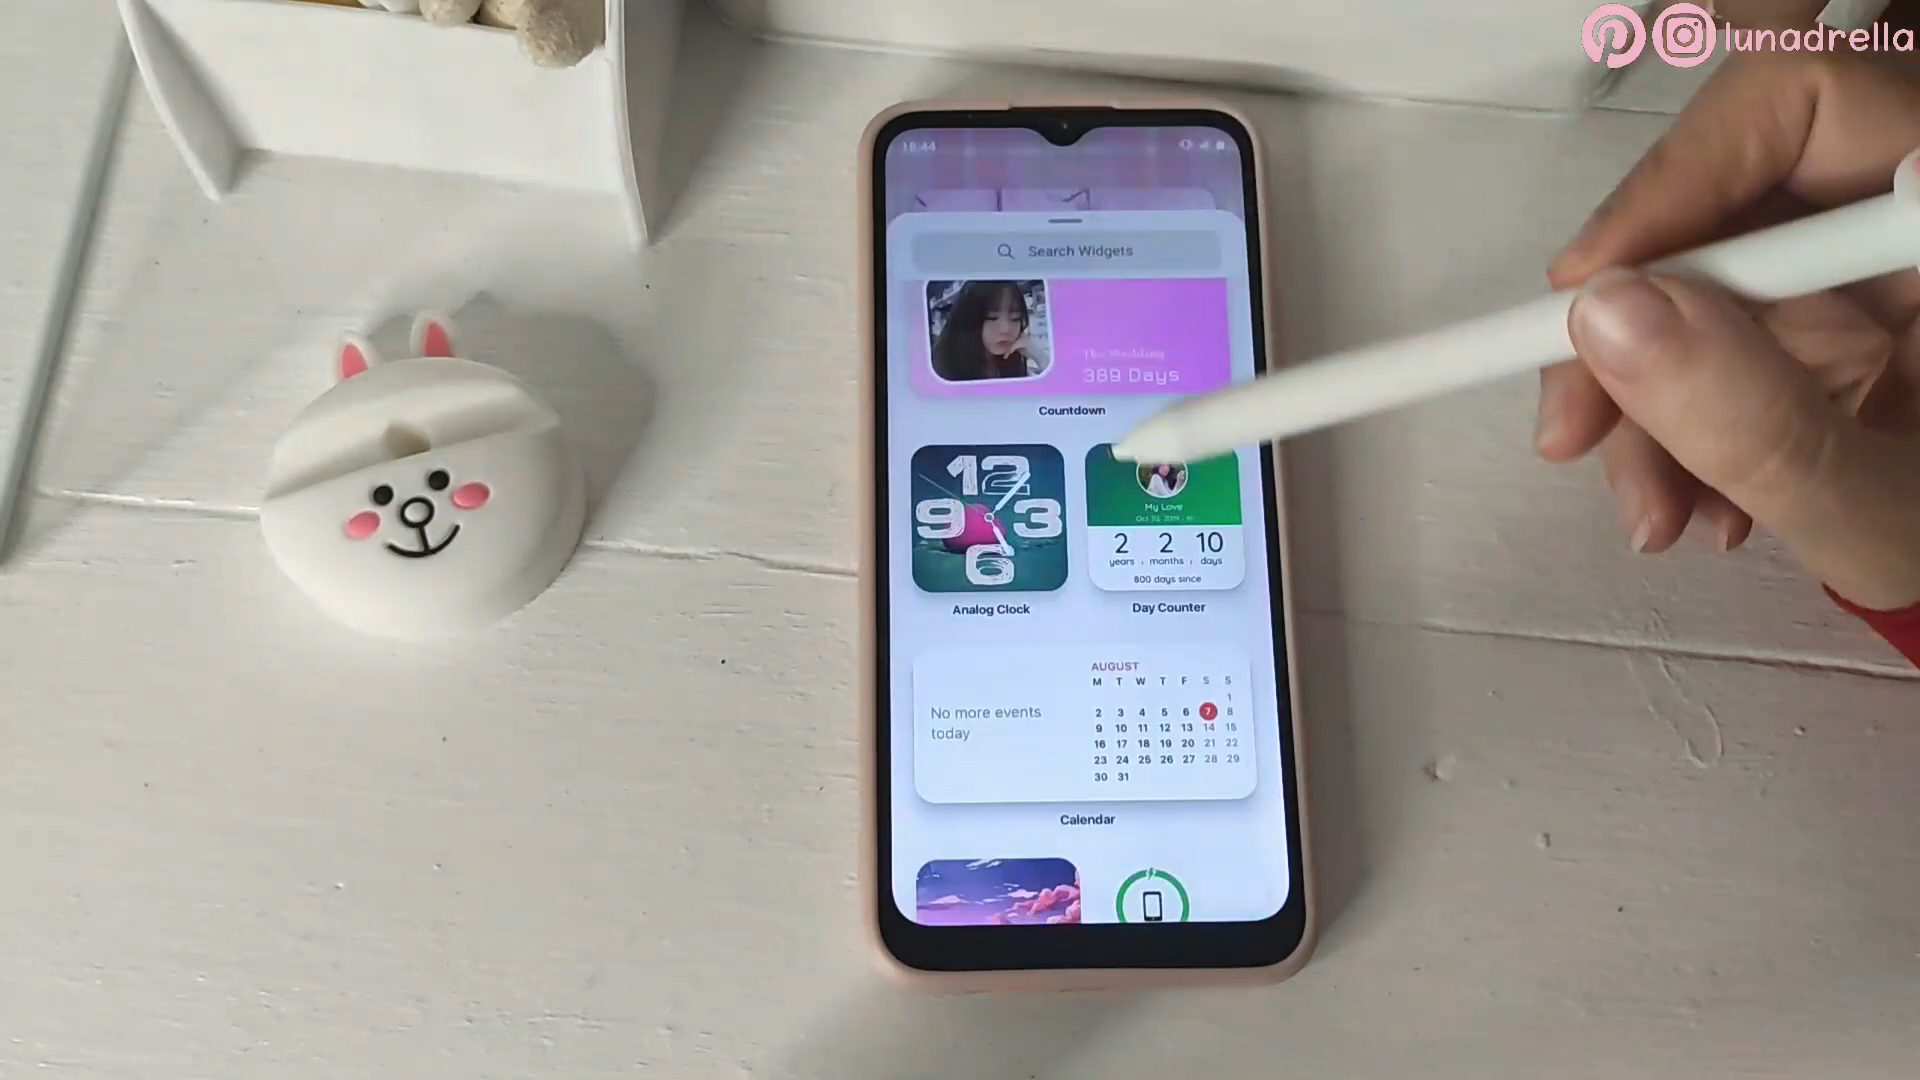 lunadrella
18:44
Search Widgets
The Wedding
389 Days
Countdown
12
9 3
6
Analog Clock
My Love
2 2 10
years months days
800 days since
Day Counter
No more events
today
AUGUST
M T W T F S S
1
2 3 4 5 6 7 8
9 10 11 12 13 14 15
16 17 18 19 20 21 22
23 24 25 26 27 28 29
30 31
Calendar